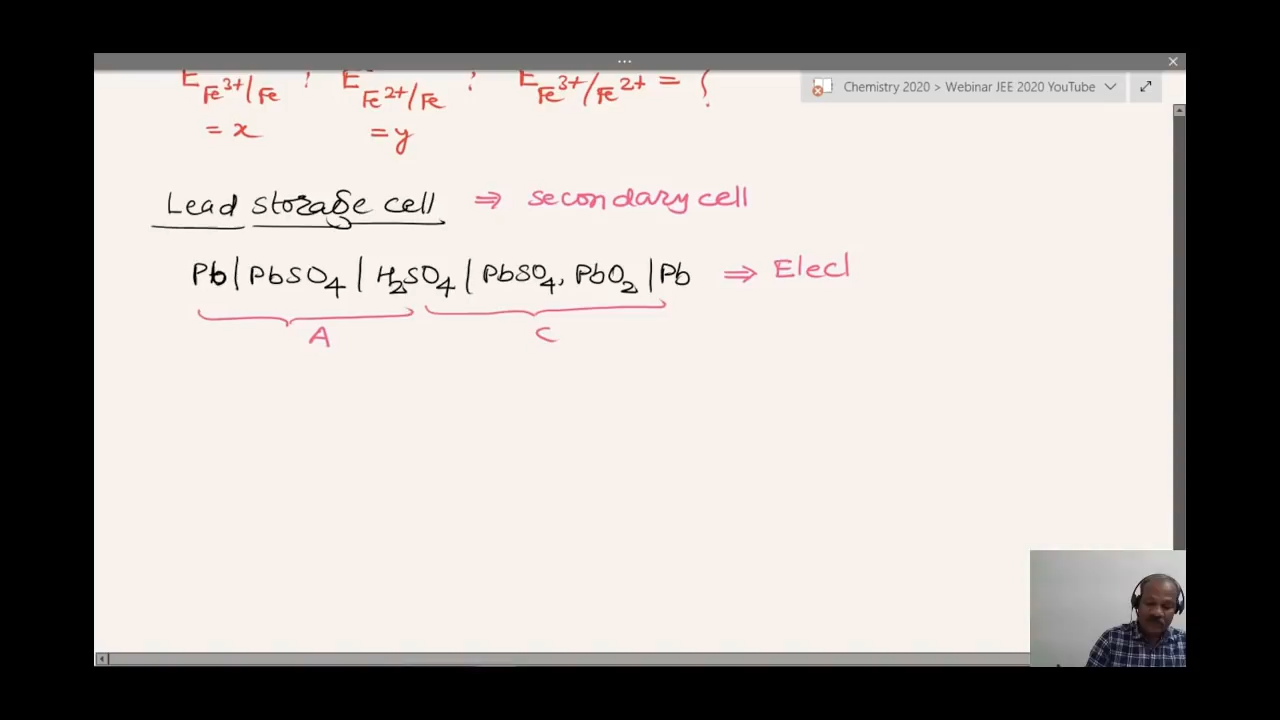 ...
Chemistry 2020 > Webinar JEE 2020 YouTube
E Fe³⁺/Fe ; E Fe²⁺/Fe ; E Fe³⁺/Fe²⁺ = ?
= x = y
Lead storage cell ⇒ secondary cell
Pb | PbSO₄ | H₂SO₄ | PbSO₄, PbO₂ | Pb ⇒ Elecl
A C